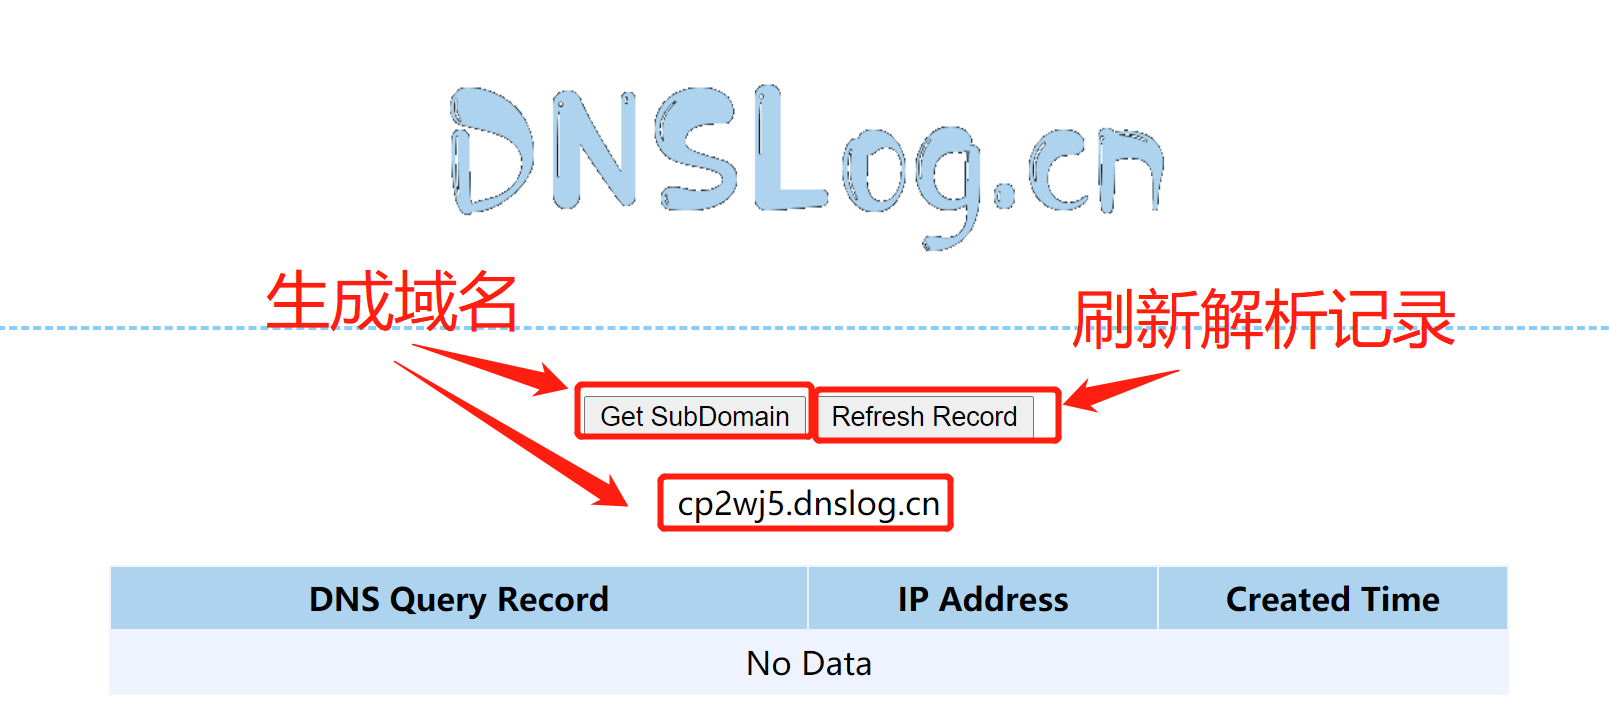 DNSLog.cn
生成域名
刷新解析记录
Get SubDomain Refresh Record
cp2wj5.dnslog.cn
DNS Query Record IP Address Created Time
No Data